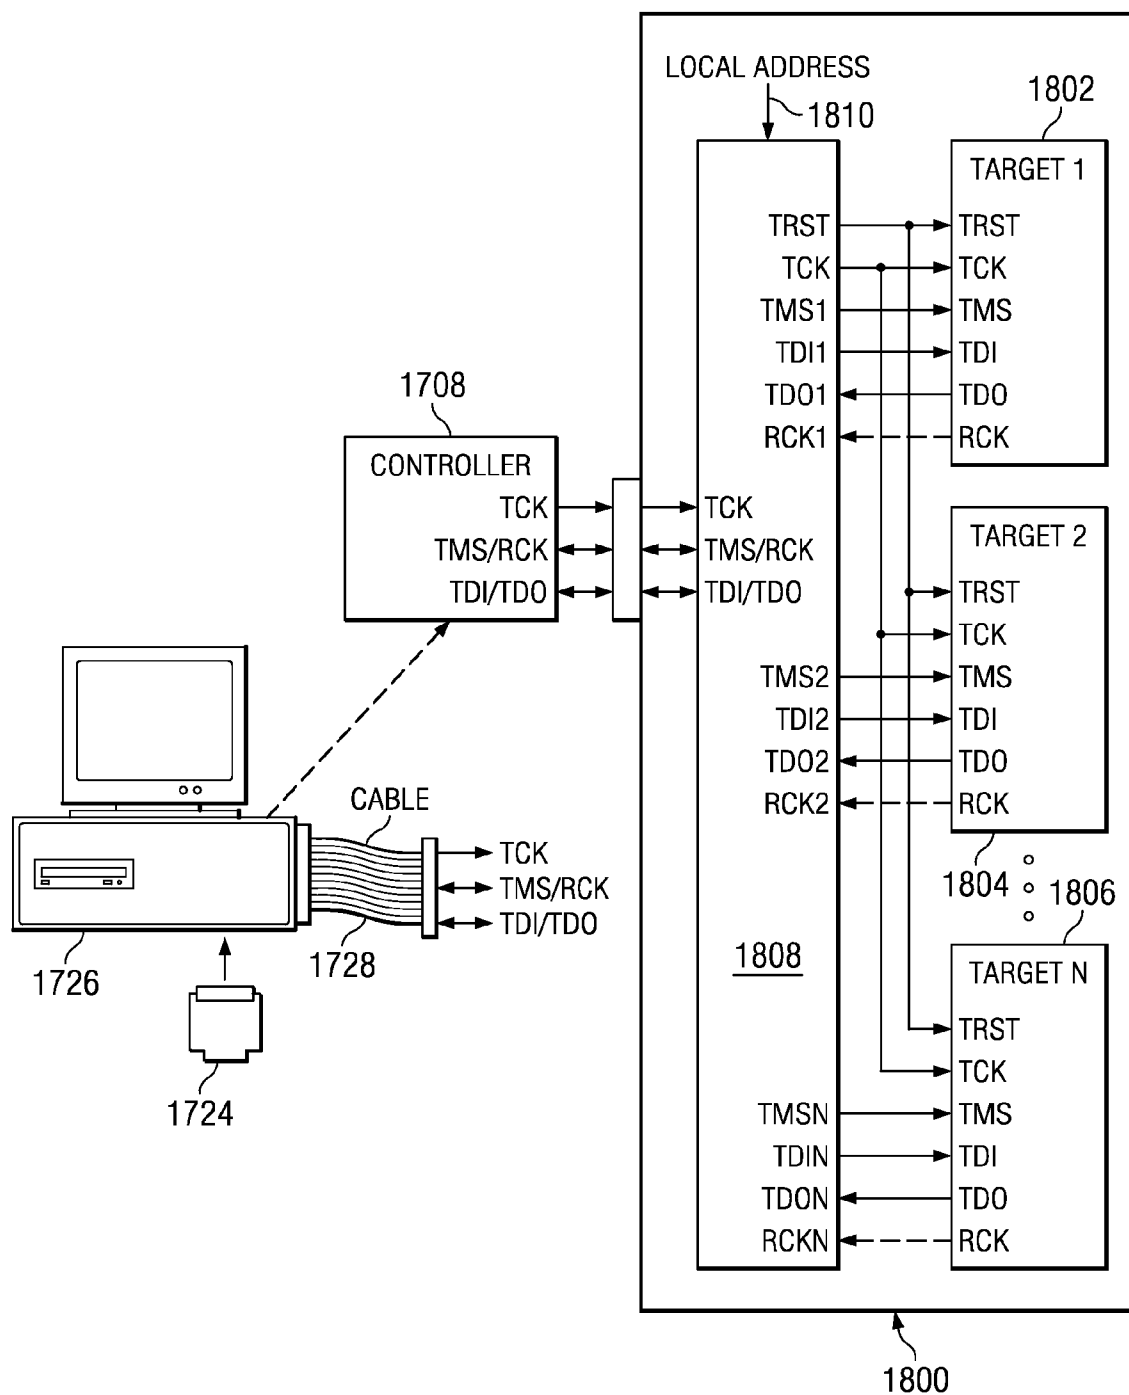 LOCAL ADDRESS
1810
1802
TARGET 1
TRST
TCK
TMS1
TDI1
TDO1
RCK1
TRST
TCK
TMS
TDI
TDO
RCK
1708
CONTROLLER
TCK
TMS/RCK
TDI/TDO
TCK
TMS/RCK
TDI/TDO
TARGET 2
TRST
TCK
TMS
TDI
TDO
RCK
TMS2
TDI2
TDO2
RCK2
1804
CABLE
TCK
TMS/RCK
TDI/TDO
1728
1726
1724
1808
1806
TARGET N
TRST
TCK
TMS
TDI
TDO
RCK
TMSN
TDIN
TDON
RCKN
1800